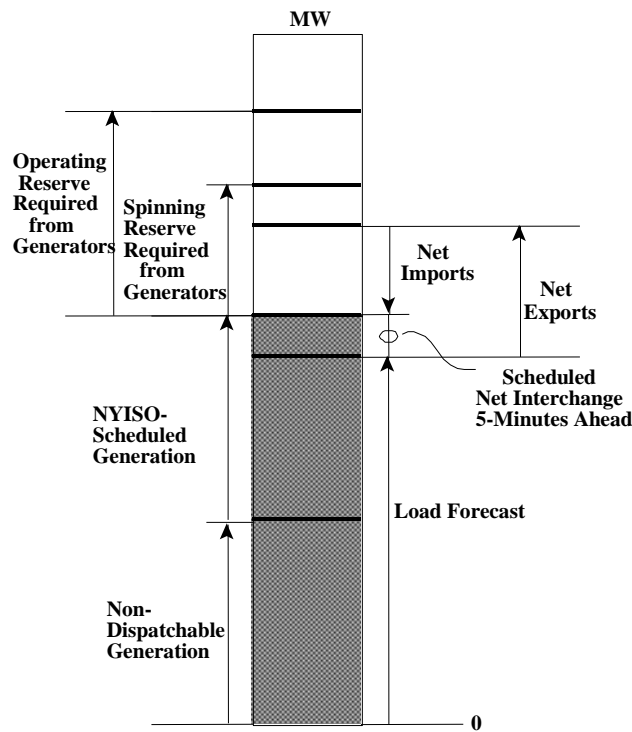 MW
Operating
Reserve
Required
from
Generators
Spinning
Reserve
Required
from
Generators
Net
Imports
Net
Exports
Scheduled
Net Interchange
5-Minutes Ahead
NYISO-
Scheduled
Generation
Load Forecast
Non-
Dispatchable
Generation
0